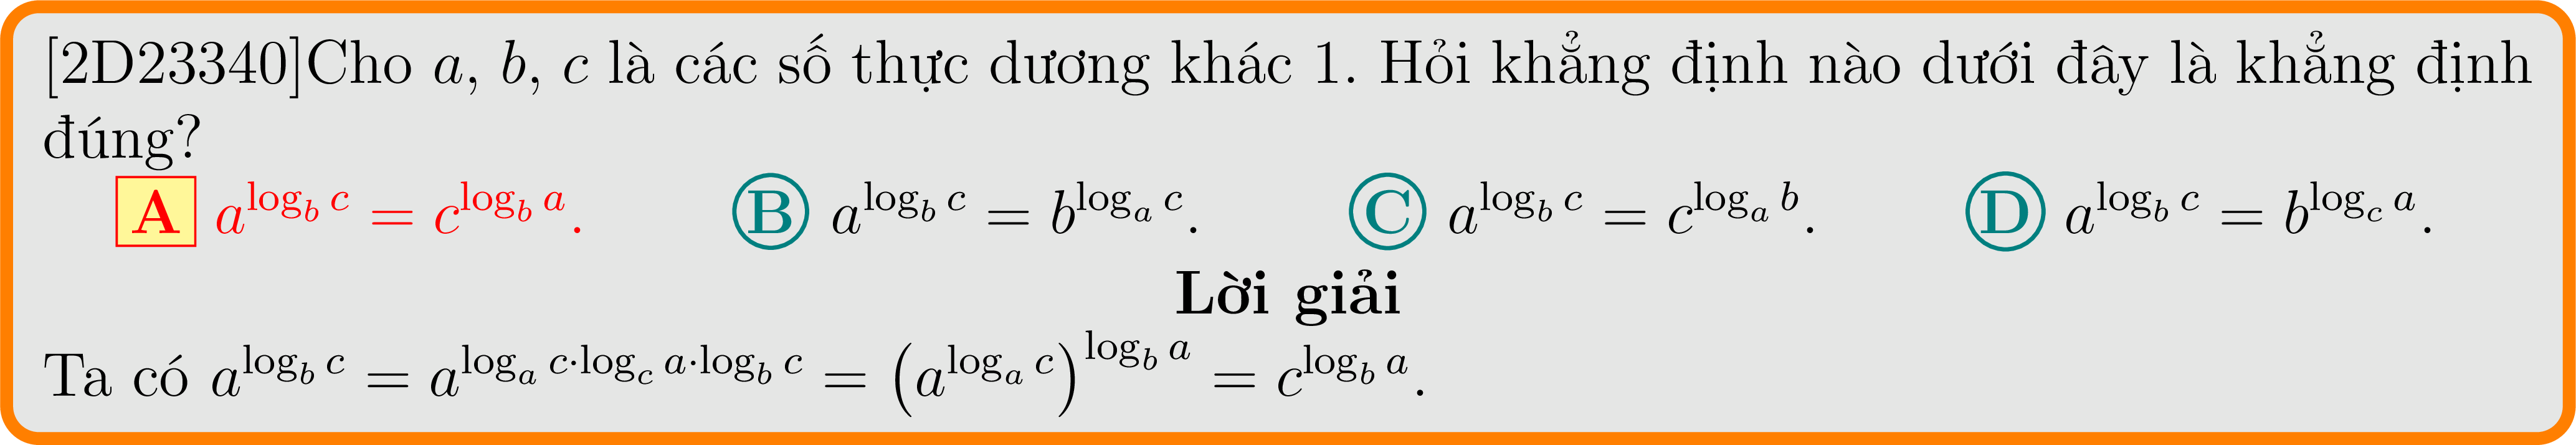 [2D23340]Cho a, b, c là các số thực dương khác 1. Hỏi khẳng định nào dưới đây là khẳng định
đúng?
A $a^{\log_b c} = c^{\log_b a}$. B $a^{\log_b c} = b^{\log_a c}$. C $a^{\log_b c} = c^{\log_a b}$. D $a^{\log_b c} = b^{\log_c a}$.
Lời giải
Ta có $a^{\log_b c} = a^{\log_a c \cdot \log_c a \cdot \log_b c} = \left(a^{\log_a c}\right)^{\log_b a} = c^{\log_b a}$.